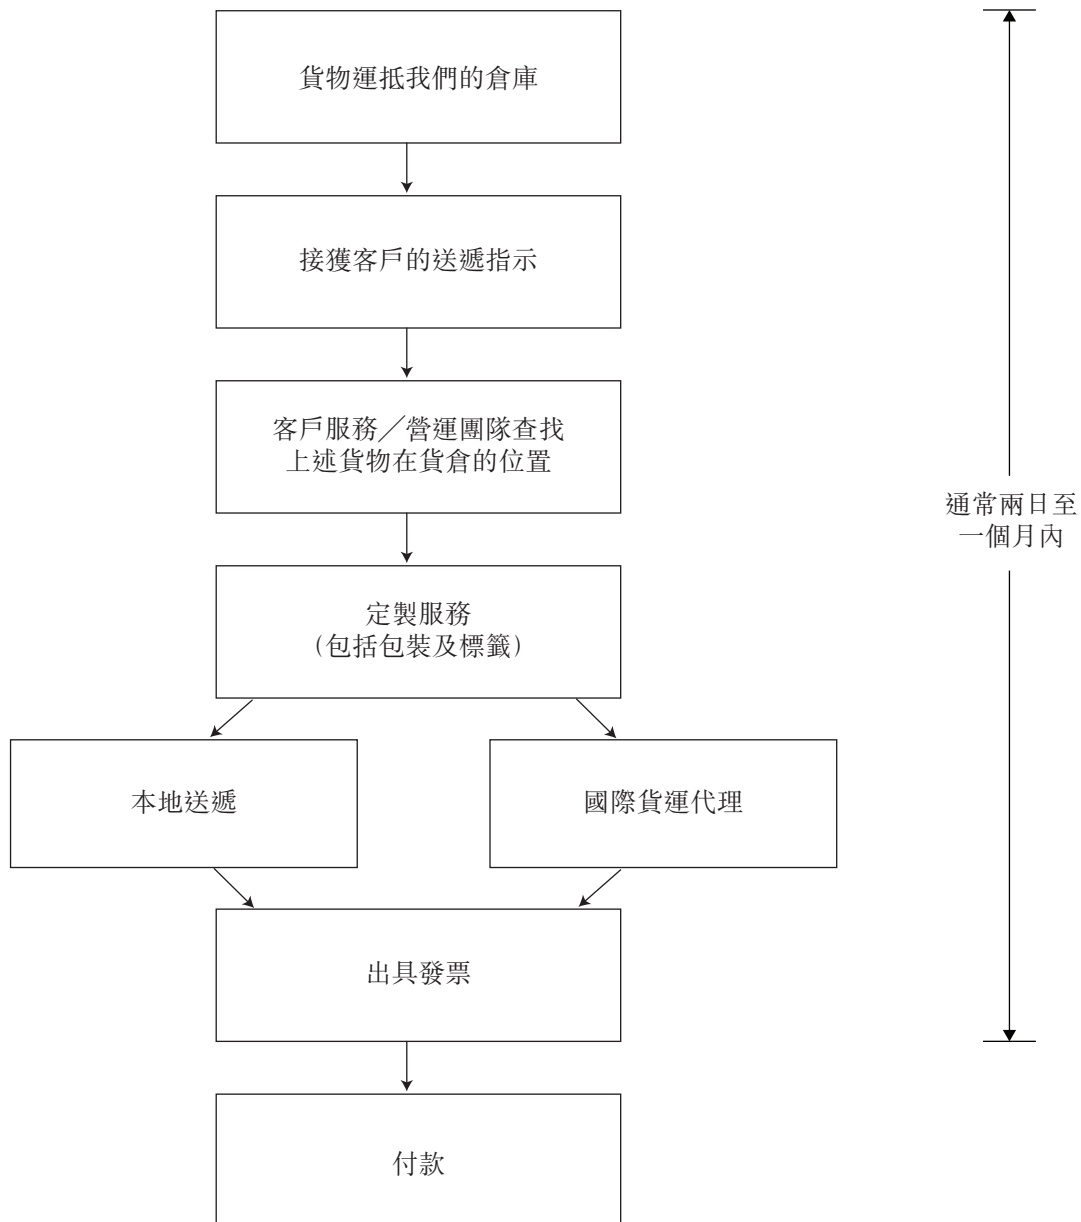 貨物運抵我們的倉庫
接獲客戶的送遞指示
客戶服務／營運團隊查找
上述貨物在貨倉的位置
通常兩日至
一個月內
定製服務
（包括包裝及標籤）
本地送遞
國際貨運代理
出具發票
付款